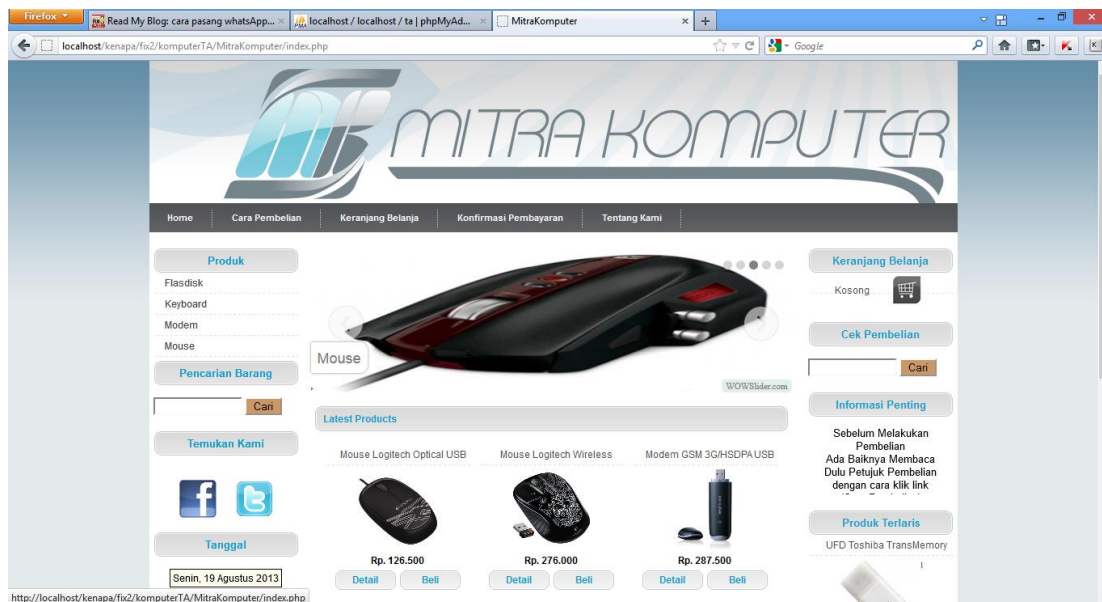 Firefox
Read My Blog: cara pasang whatsApp...
localhost / localhost / ta | phpMyAd...
MitraKomputer
localhost/kenapa/fix2/komputerTA/MitraKomputer/index.php
Google
MITRA KOMPUTER
Home
Cara Pembelian
Keranjang Belanja
Konfirmasi Pembayaran
Tentang Kami
Produk
Flasdisk
Keyboard
Modem
Mouse
Pencarian Barang
Cari
Temukan Kami
Tanggal
Senin, 19 Agustus 2013
Mouse
WOWSlider.com
Latest Products
Mouse Logitech Optical USB
Mouse Logitech Wireless
Modem GSM 3G/HSDPA USB
Rp. 126.500
Rp. 276.000
Rp. 287.500
Detail
Beli
Detail
Beli
Detail
Beli
Keranjang Belanja
Kosong
Cek Pembelian
Cari
Informasi Penting
Sebelum Melakukan
Pembelian
Ada Baiknya Membaca
Dulu Petujuk Pembelian
dengan cara klik link
Produk Terlaris
UFD Toshiba TransMemory
http://localhost/kenapa/fix2/komputerTA/MitraKomputer/index.php